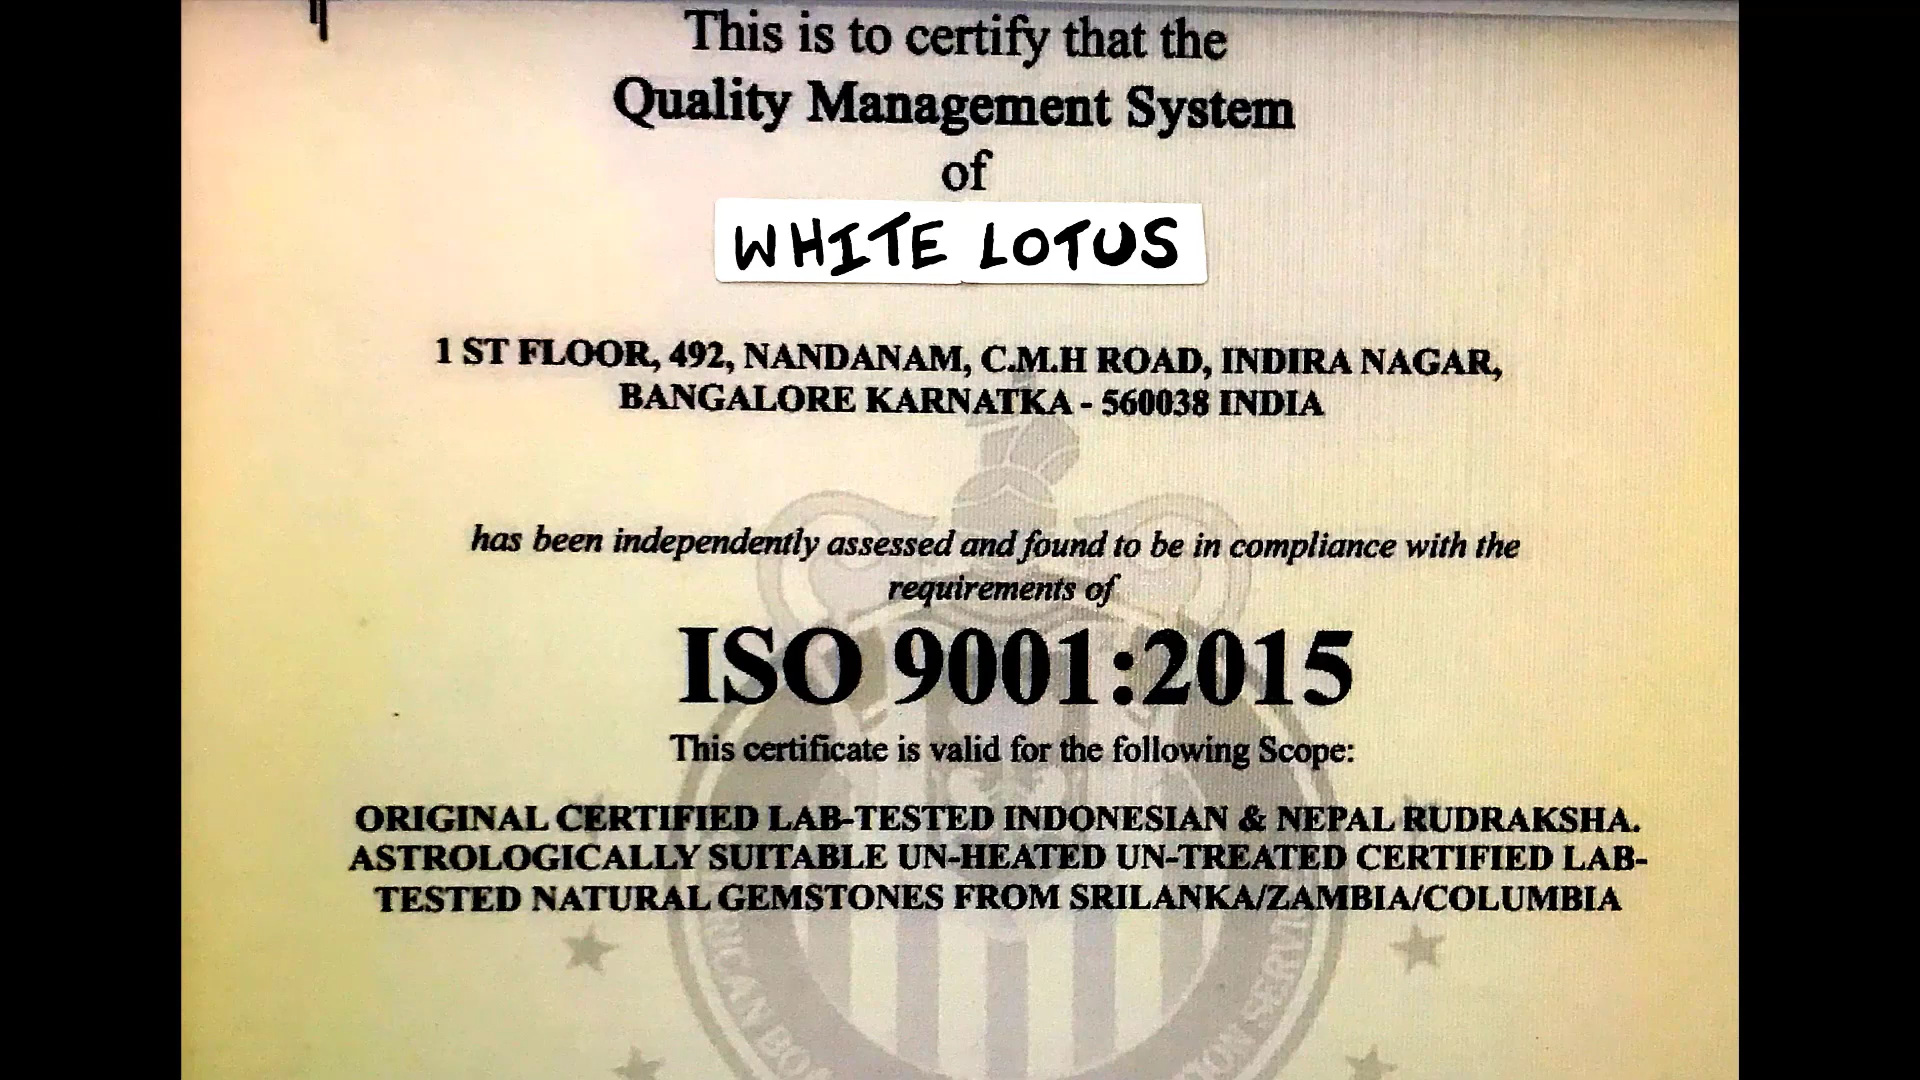 This is to certify that the
Quality Management System
of
WHITE LOTUS
1 ST FLOOR, 492, NANDANAM, C.M.H ROAD, INDIRA NAGAR,
BANGALORE KARNATKA - 560038 INDIA
has been independently assessed and found to be in compliance with the
requirements of
ISO 9001:2015
This certificate is valid for the following Scope:
ORIGINAL CERTIFIED LAB-TESTED INDONESIAN & NEPAL RUDRAKSHA.
ASTROLOGICALLY SUITABLE UN-HEATED UN-TREATED CERTIFIED LAB-
TESTED NATURAL GEMSTONES FROM SRILANKA/ZAMBIA/COLUMBIA